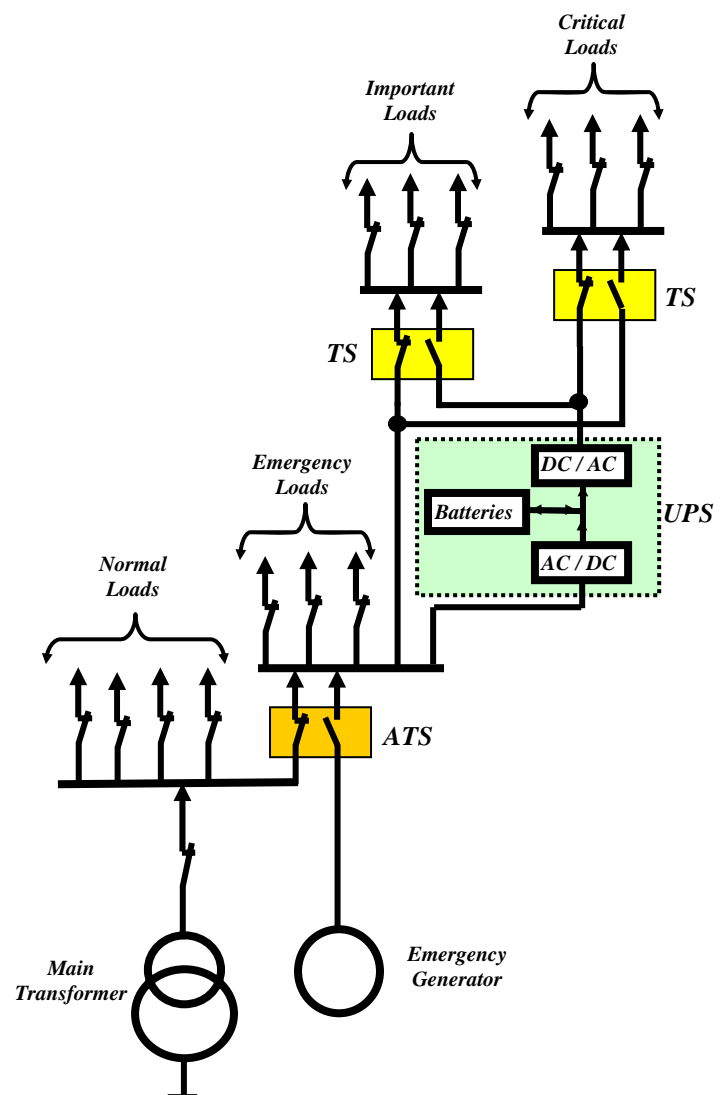 Critical
Loads
Important
Loads
TS
TS
DC / AC
Emergency
Loads
Batteries
UPS
AC / DC
Normal
Loads
ATS
Main
Transformer
Emergency
Generator